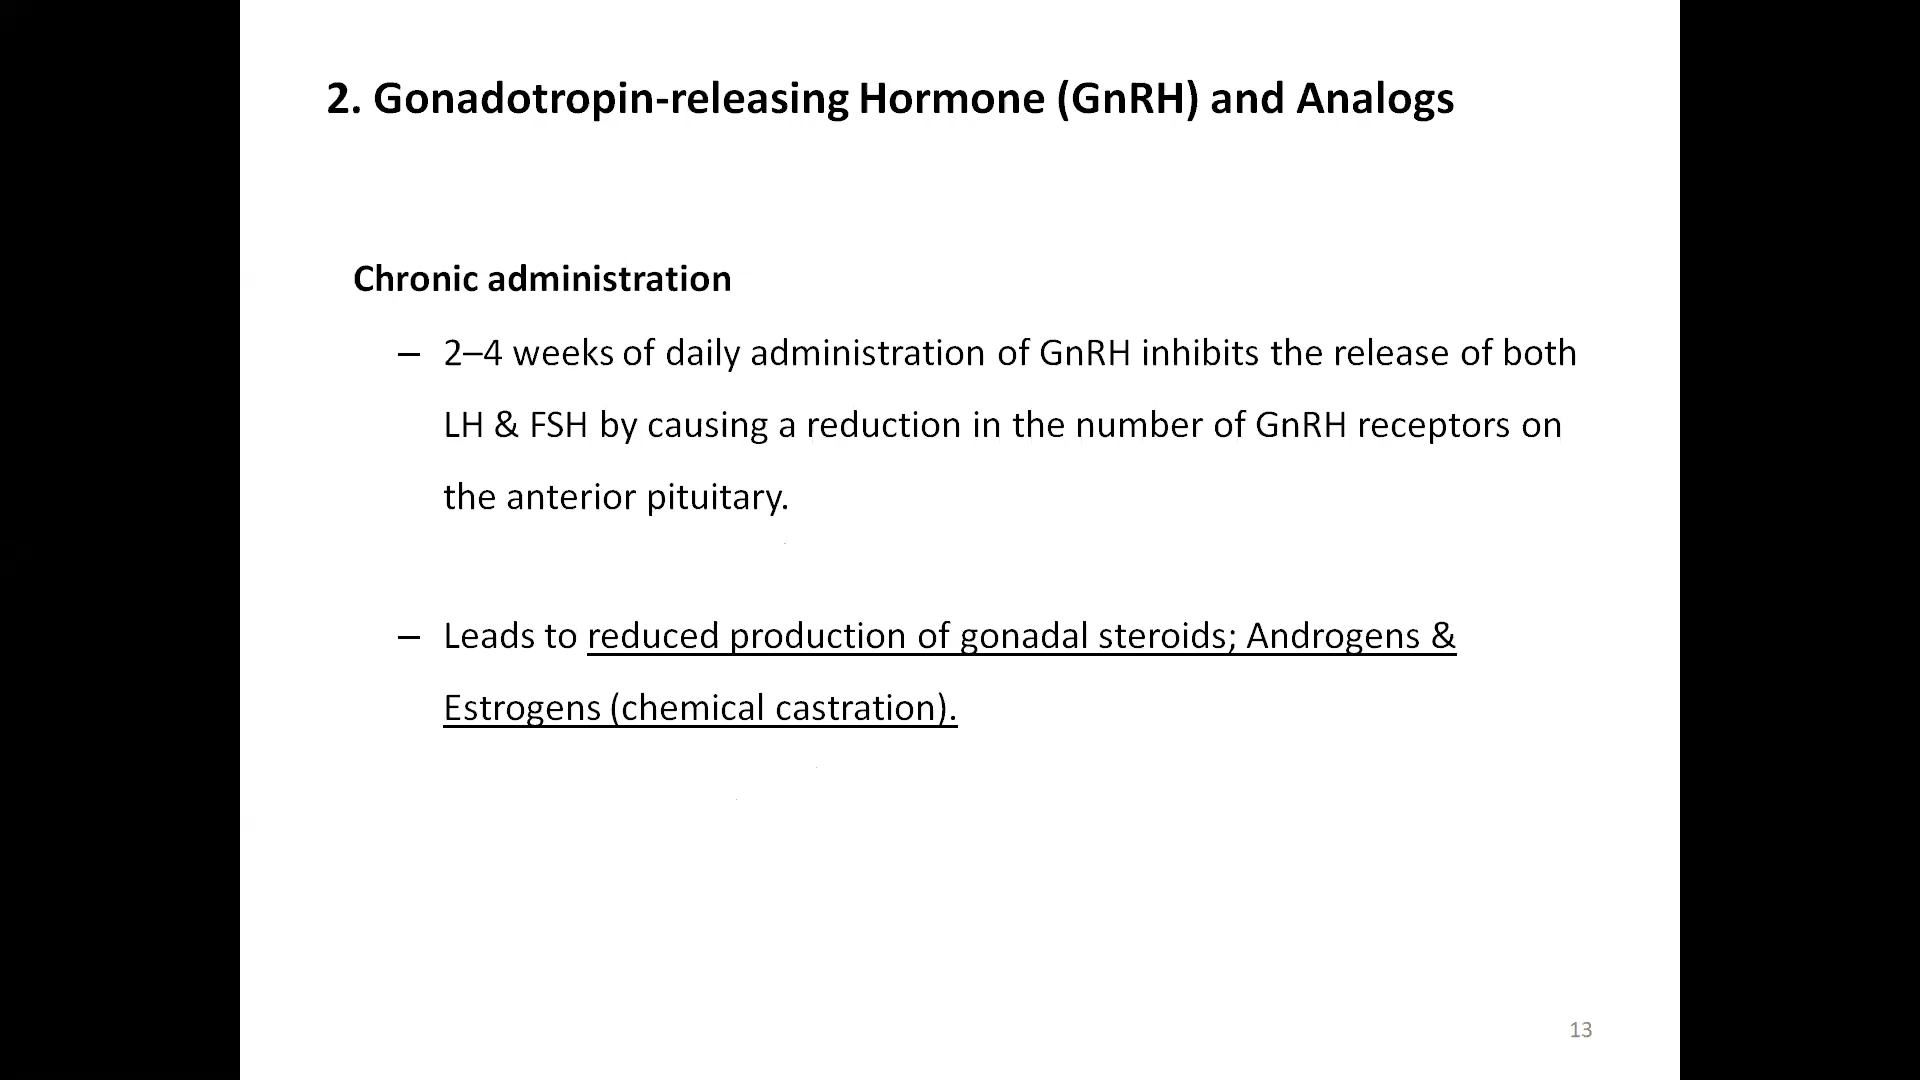 2. Gonadotropin-releasing Hormone (GnRH) and Analogs
Chronic administration
– 2–4 weeks of daily administration of GnRH inhibits the release of both
LH & FSH by causing a reduction in the number of GnRH receptors on
the anterior pituitary.
– Leads to reduced production of gonadal steroids; Androgens &
Estrogens (chemical castration).
13